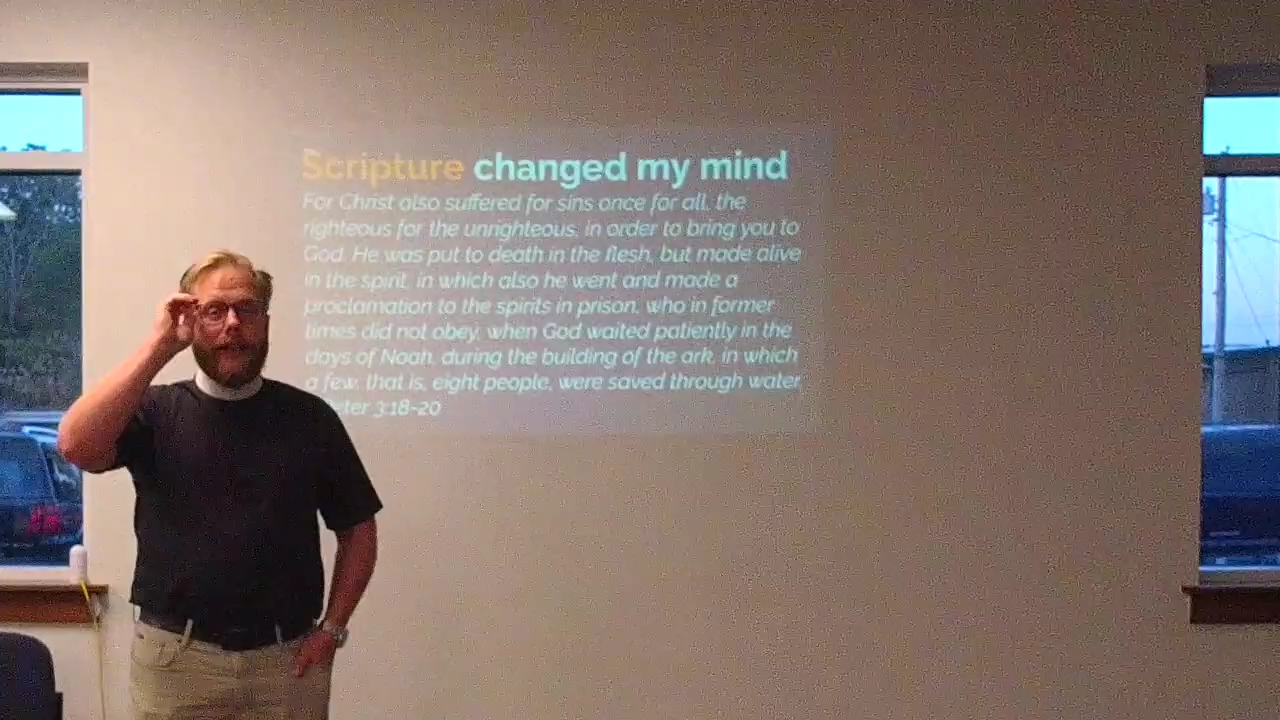 Scripture changed my mind
For Christ also suffered for sins once for all, the
righteous for the unrighteous, in order to bring you to
God. He was put to death in the flesh, but made alive
in the spirit, in which also he went and made a
proclamation to the spirits in prison, who in former
times did not obey, when God waited patiently in the
days of Noah, during the building of the ark, in which
a few, that is, eight people, were saved through water
3:18-20